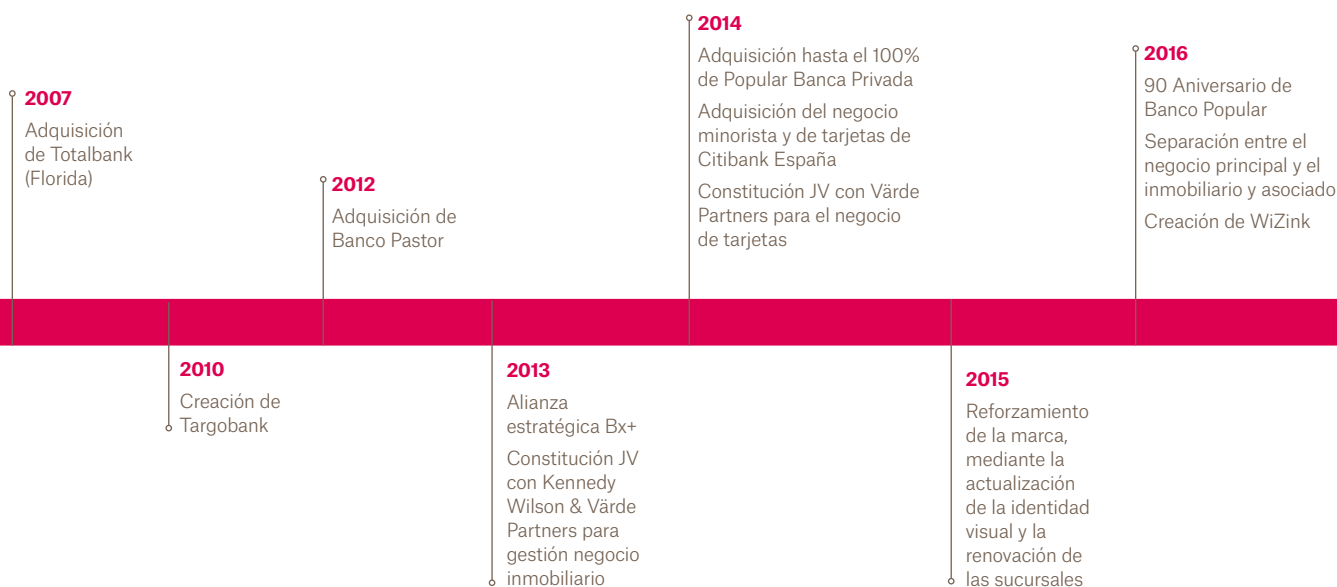 2007
Adquisición
de Totalbank
(Florida)
2010
Creación de
Targobank
2012
Adquisición de
Banco Pastor
2013
Alianza
estratégica Bx+
Constitución JV
con Kennedy
Wilson & Värde
Partners para
gestión negocio
inmobiliario
2014
Adquisición hasta el 100%
de Popular Banca Privada
Adquisición del negocio
minorista y de tarjetas de
Citibank España
Constitución JV con Värde
Partners para el negocio
de tarjetas
2015
Reforzamiento
de la marca,
mediante la
actualización
de la identidad
visual y la
renovación de
las sucursales
2016
90 Aniversario de
Banco Popular
Separación entre el
negocio principal y el
inmobiliario y asociado
Creación de WiZink